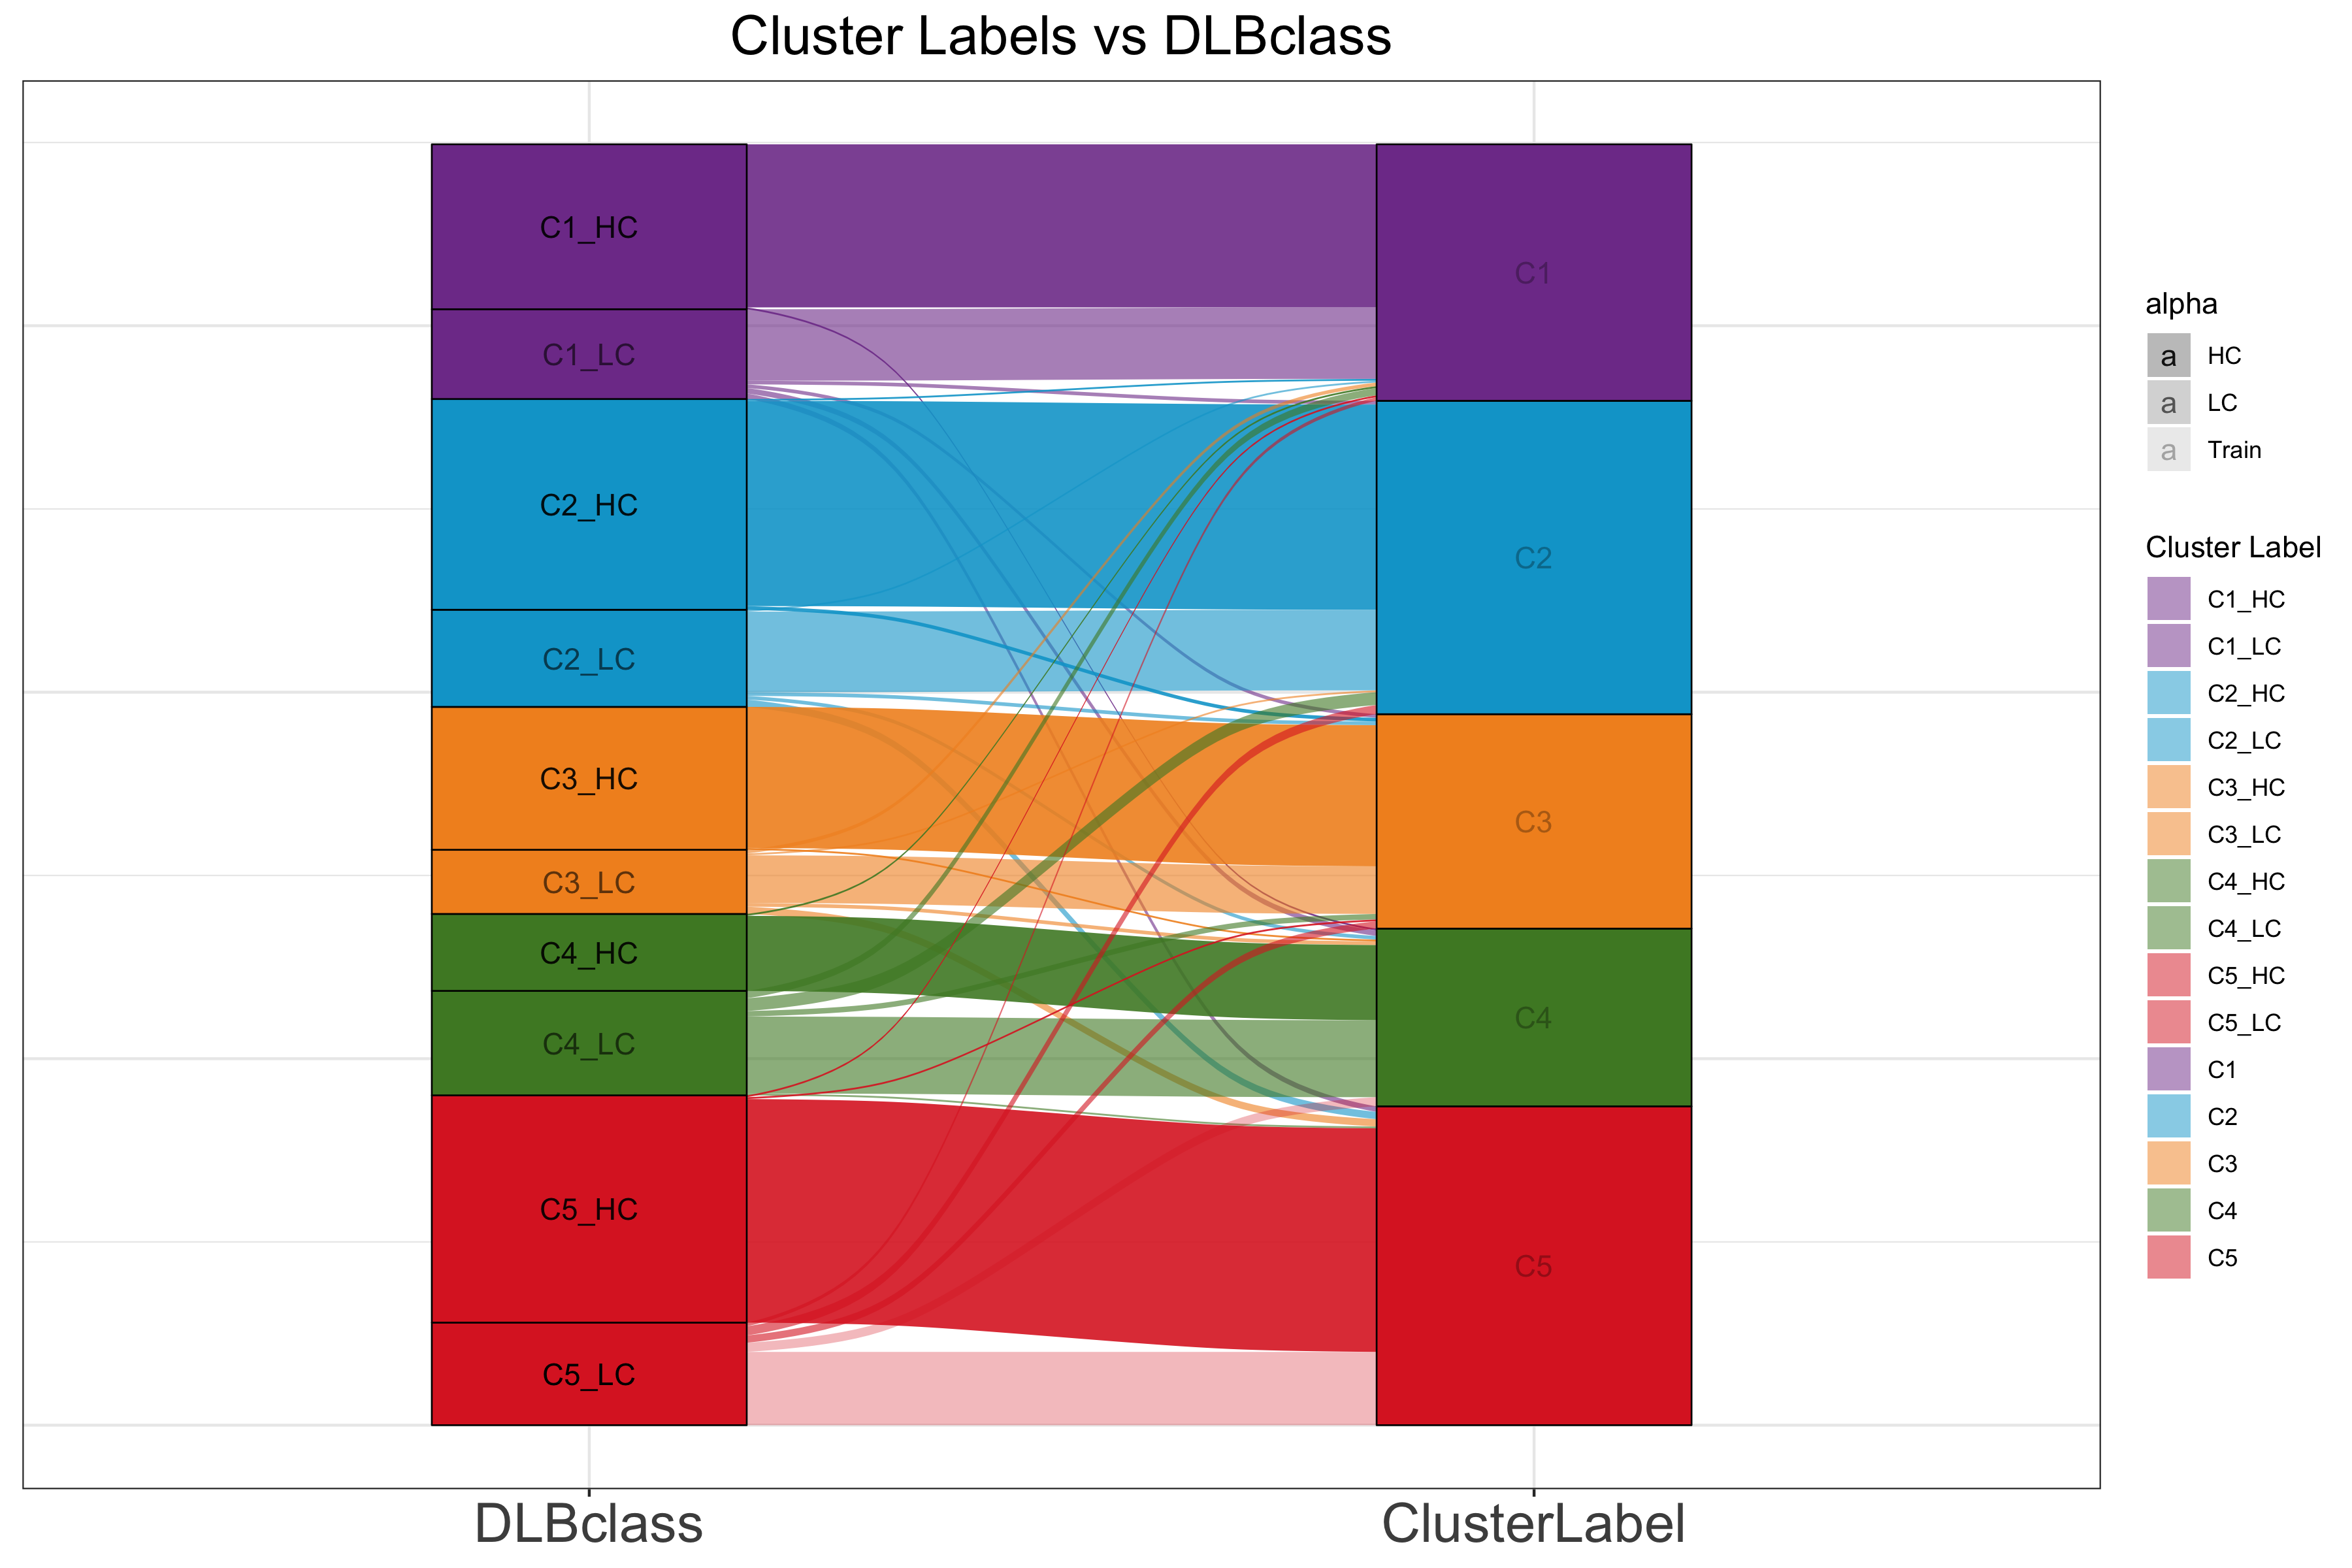 Cluster Labels vs DLBclass
C1_HC
C1_LC
C2_HC
C2_LC
C3_HC
C3_LC
C4_HC
C4_LC
C5_HC
C5_LC
C1
C2
C3
C4
C5
DLBclass
ClusterLabel
alpha
a HC
a LC
a Train
Cluster Label
C1_HC
C1_LC
C2_HC
C2_LC
C3_HC
C3_LC
C4_HC
C4_LC
C5_HC
C5_LC
C1
C2
C3
C4
C5